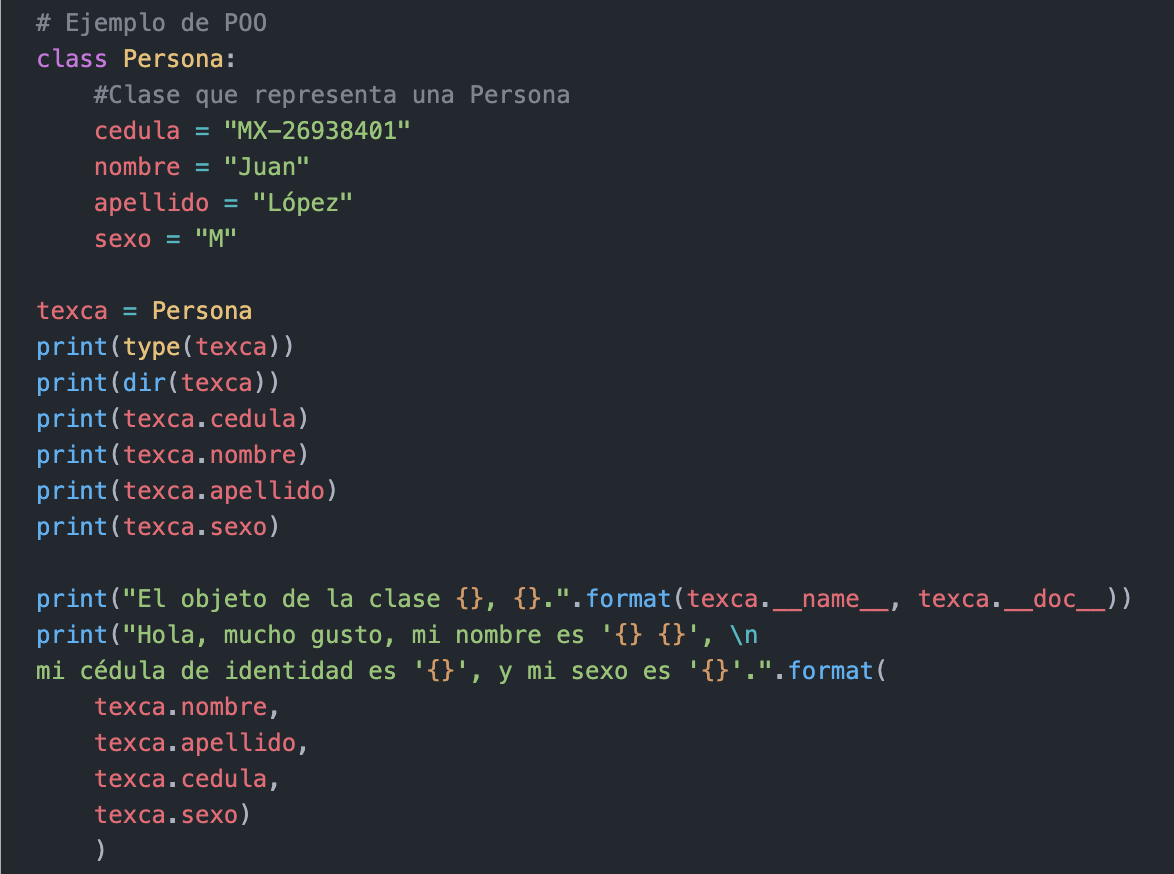 # Ejemplo de POO
class Persona:
    #Clase que representa una Persona
    cedula = "MX-26938401"
    nombre = "Juan"
    apellido = "López"
    sexo = "M"

texca = Persona
print(type(texca))
print(dir(texca))
print(texca.cedula)
print(texca.nombre)
print(texca.apellido)
print(texca.sexo)

print("El objeto de la clase {}, {}.".format(texca.__name__, texca.__doc__))
print("Hola, mucho gusto, mi nombre es '{} {}', \n
mi cédula de identidad es '{}', y mi sexo es '{}'.".format(
    texca.nombre,
    texca.apellido,
    texca.cedula,
    texca.sexo)
    )